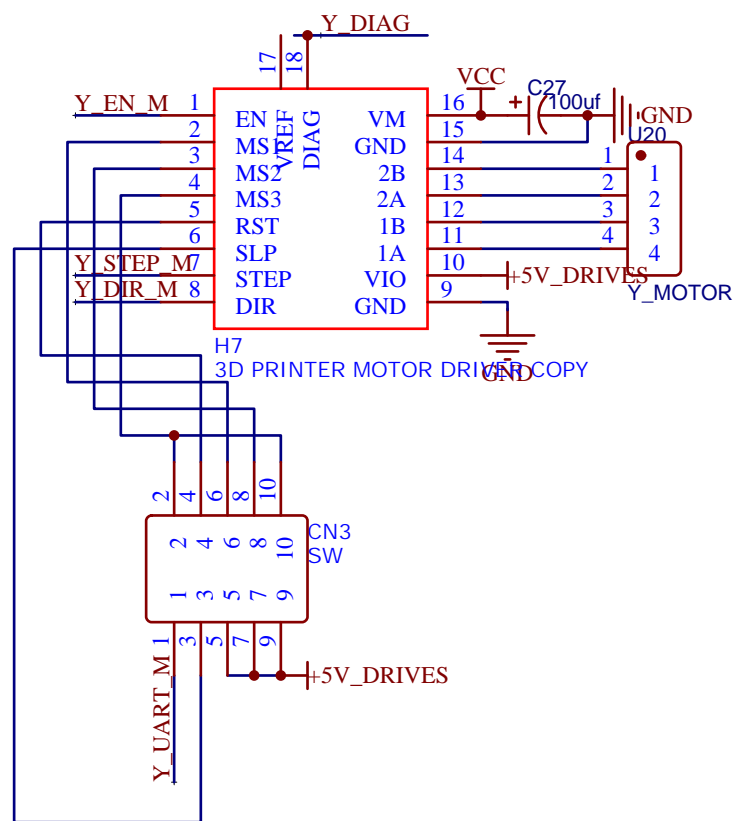 Y_DIAG
17
18
VCC
C27
100uf
GND
U20
Y_EN_M
1
2
3
4
5
6
7
8
Y_STEP_M
Y_DIR_M
EN
MS1
MS2
MS3
RST
SLP
STEP
DIR
VREF
DIAG
VM
GND
2B
2A
1B
1A
VIO
GND
16
15
14
13
12
11
10
9
1
2
3
4
1
2
3
4
+5V_DRIVES
Y_MOTOR
GND
H7
3D PRINTER MOTOR DRIVER COPY
2
4
6
8
10
2
4
6
8
10
CN3
SW
1
3
5
7
9
1
3
5
7
9
+5V_DRIVES
Y_UART_M